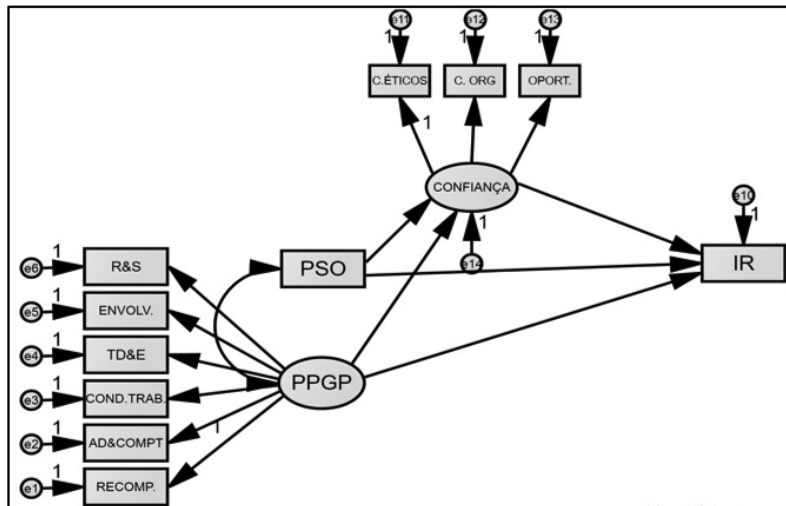 e11
e12
e13
1
1
1
C.ÉTICOS
C. ORG
OPORT.
1
CONFIANÇA
1
e14
e10
1
IR
PSO
PPGP
e6
1
R&S
e5
1
ENVOLV.
e4
1
TD&E
e3
1
COND.TRAB.
e2
1
AD&COMPT
1
e1
1
RECOMP.